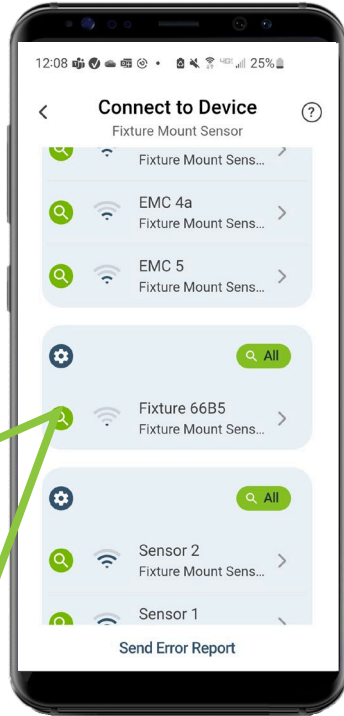 12:08 25%
Connect to Device
?
Fixture Mount Sensor
Fixture Mount Sens...
EMC 4a
Fixture Mount Sens...
EMC 5
Fixture Mount Sens...
All
Fixture 66B5
Fixture Mount Sens...
All
Sensor 2
Fixture Mount Sens...
Sensor 1
Send Error Report